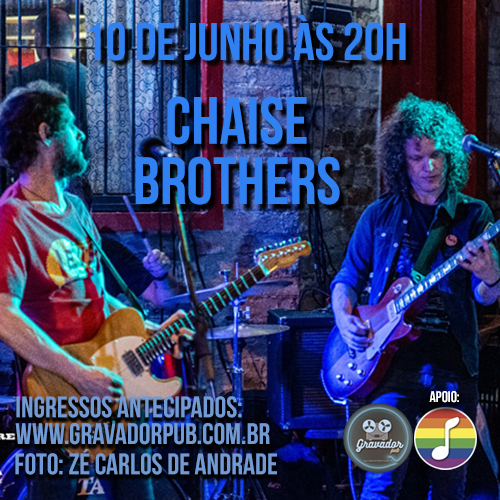 10 DE JUNHO ÀS 20H
CHAISE
BROTHERS
INGRESSOS ANTECIPADOS:
WWW.GRAVADORPUB.COM.BR
FOTO: ZE CARLOS DE ANDRADE
APOIO:
Gravador
pub